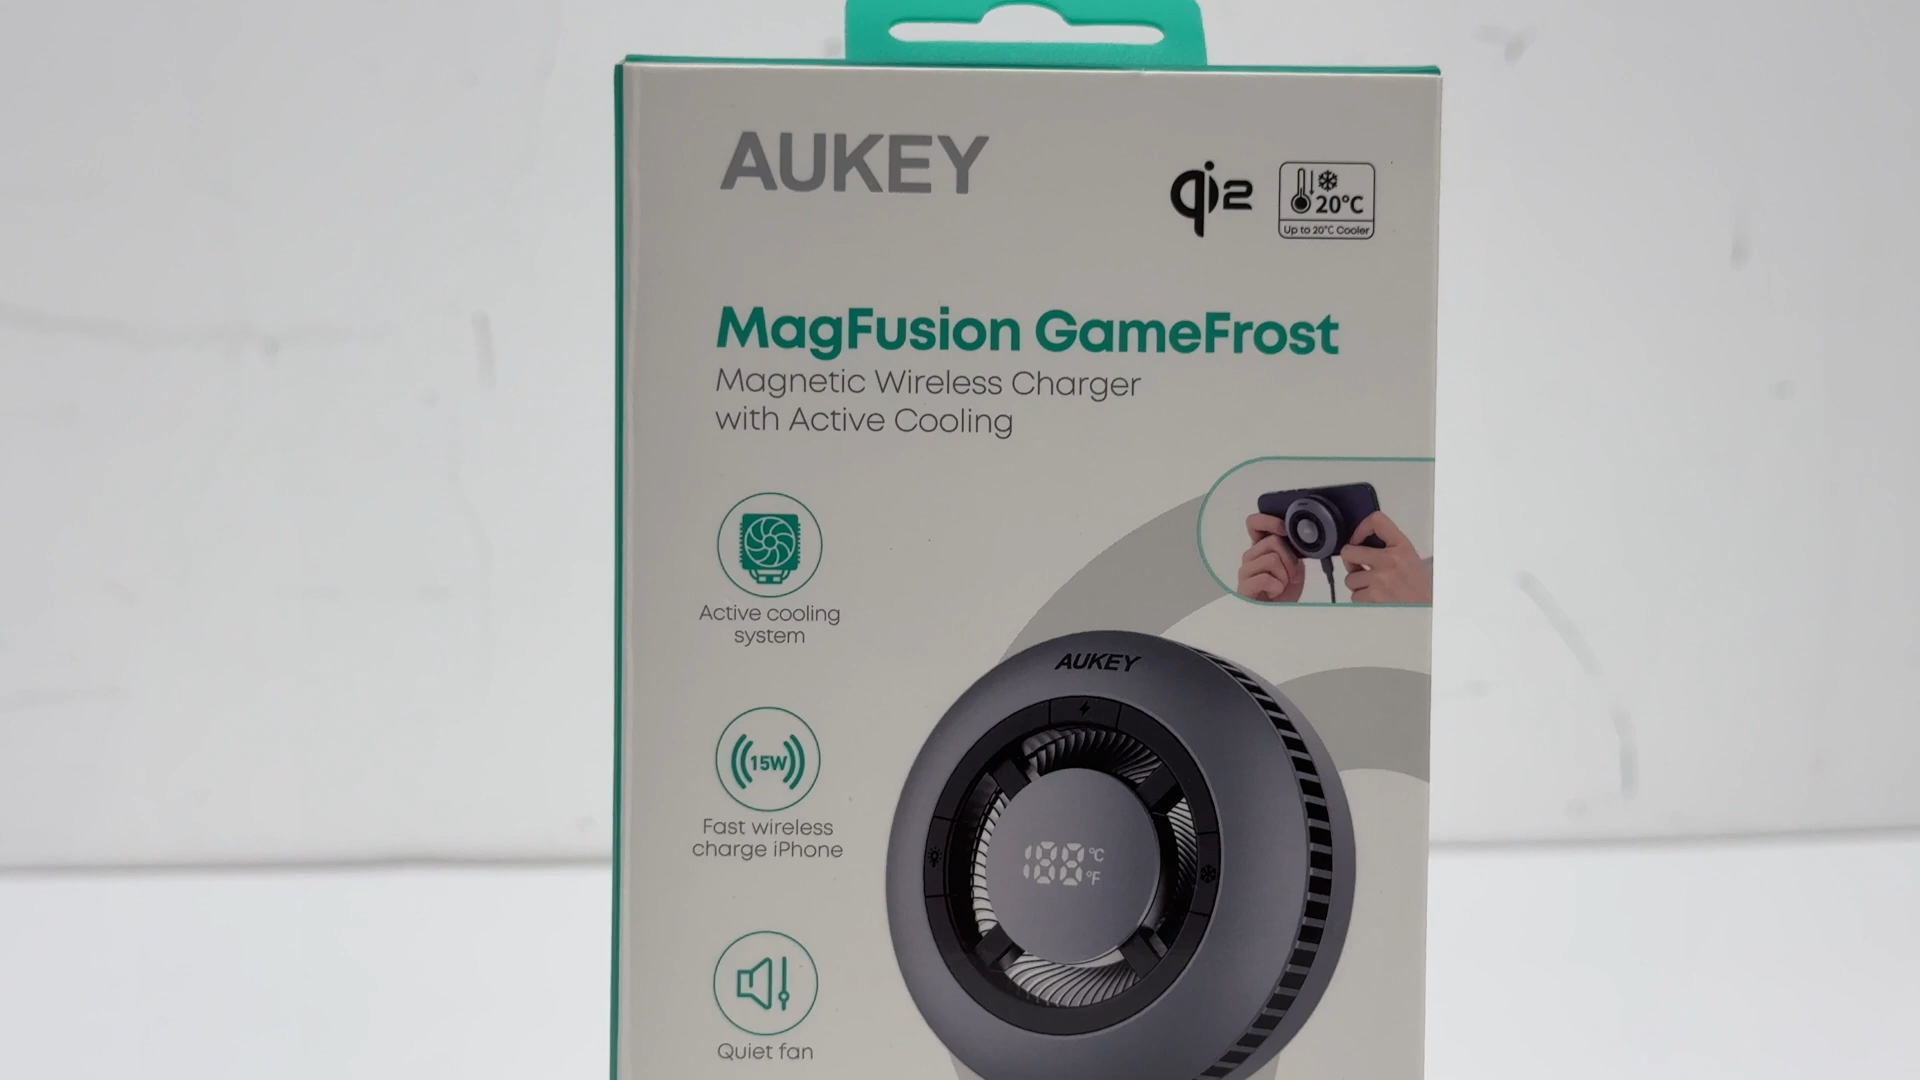 AUKEY
qi2
20°C
Up to 20°C Cooler
MagFusion GameFrost
Magnetic Wireless Charger
with Active Cooling
Active cooling
system
AUKEY
15W
Fast wireless
charge iPhone
188 °C
°F
Quiet fan